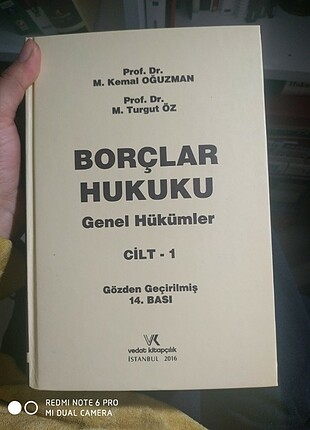 Prof. Dr.
M. Kemal OĞUZMAN
Prof. Dr.
M. Turgut ÖZ
BORÇLAR
HUKUKU
Genel Hükümler
CİLT - 1
Gözden Geçirilmiş
14. BASI
VK
vedat kitapçılık
İSTANBUL 2016
REDMI NOTE 6 PRO
MI DUAL CAMERA